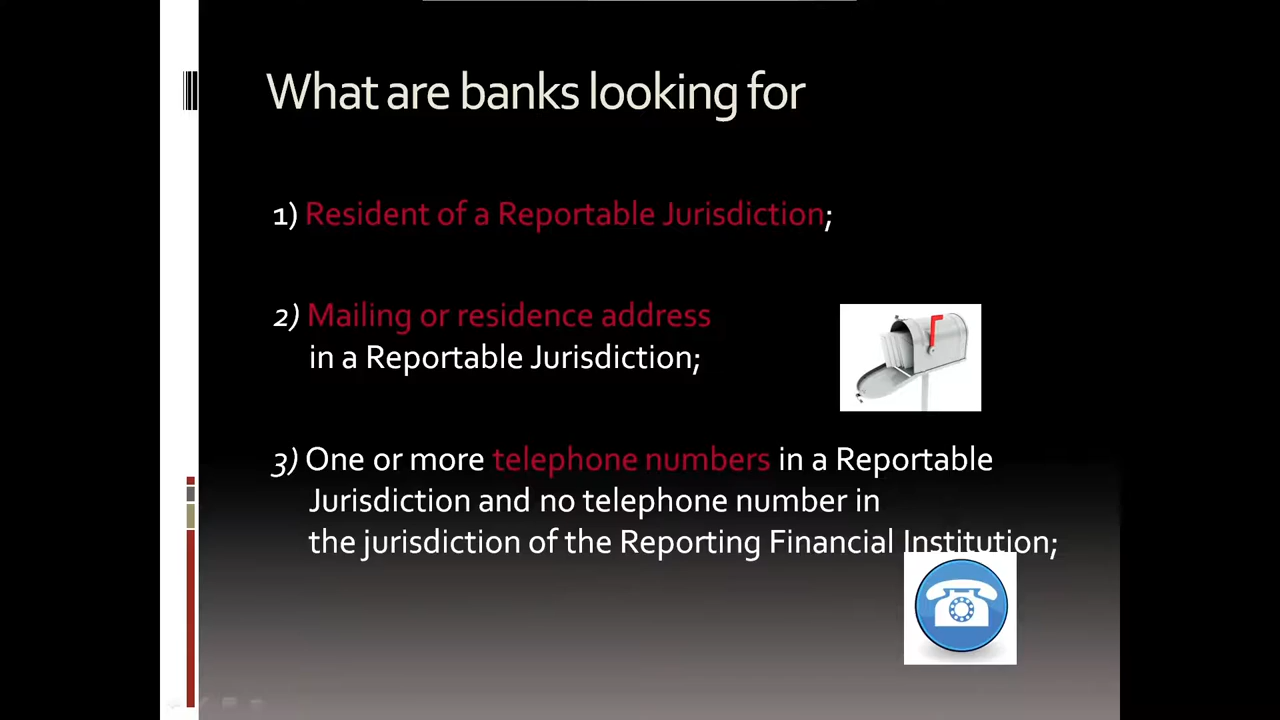 What are banks looking for
1) Resident of a Reportable Jurisdiction;
2) Mailing or residence address
in a Reportable Jurisdiction;
3) One or more telephone numbers in a Reportable
Jurisdiction and no telephone number in
the jurisdiction of the Reporting Financial Institution;